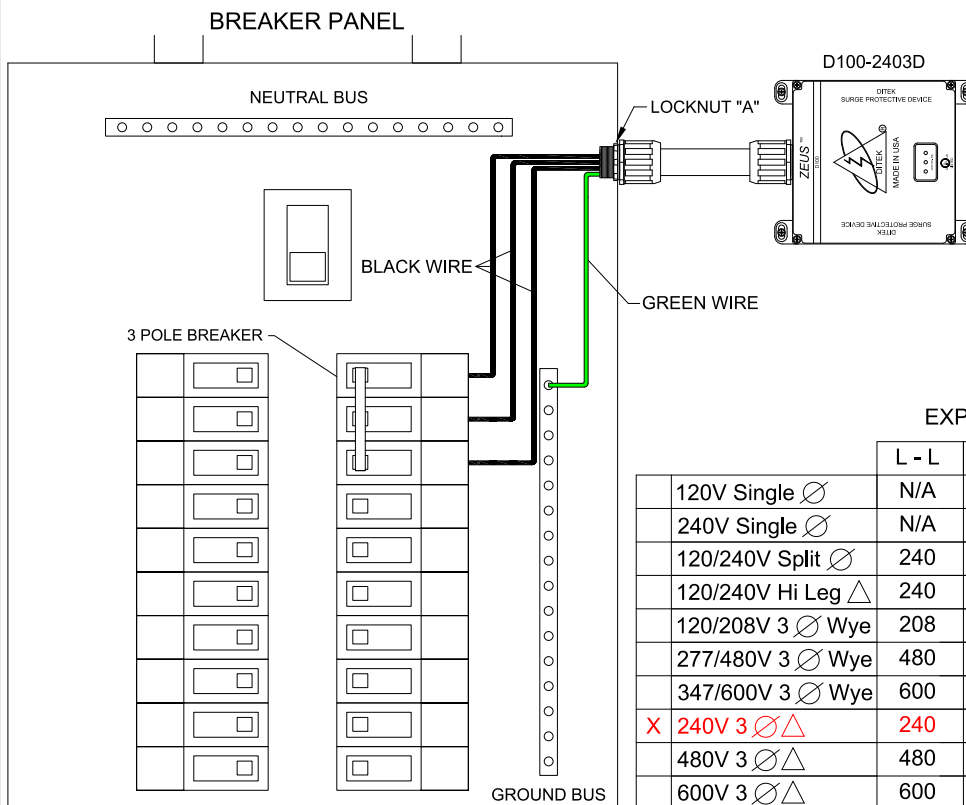 BREAKER PANEL
D100-2403D
NEUTRAL BUS
LOCKNUT "A"
DITEK
SURGE PROTECTIVE DEVICE
ZEUS™
D100
DITEK
®
MADE IN USA
DITEK
SURGE PROTECTIVE DEVICE
BLACK WIRE
GREEN WIRE
3 POLE BREAKER
EXP
L - L
120V Single ∅ N/A
240V Single ∅ N/A
120/240V Split ∅ 240
120/240V Hi Leg △ 240
120/208V 3 ∅ Wye 208
277/480V 3 ∅ Wye 480
347/600V 3 ∅ Wye 600
X 240V 3 ∅ △ 240
480V 3 ∅ △ 480
600V 3 ∅ △ 600
GROUND BUS